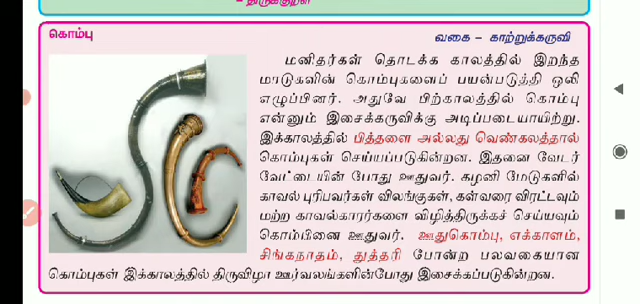 – திருக்குறள்
கொம்பு
வகை – காற்றுக்கருவி
மனிதர்கள் தொடக்க காலத்தில் இறந்த
மாடுகளின் கொம்புகளைப் பயன்படுத்தி ஒலி
எழுப்பினர். அதுவே பிற்காலத்தில் கொம்பு
என்னும் இசைக்கருவிக்கு அடிப்படையாயிற்று.
இக்காலத்தில் பித்தளை அல்லது வெண்கலத்தால்
கொம்புகள் செய்யப்படுகின்றன. இதனை வேடர்
வேட்டையின் போது ஊதுவர். கழனி மேடுகளில்
காவல் புரிபவர்கள் விலங்குகள், கள்வரை விரட்டவும்
மற்ற காவல்காரர்களை விழித்திருக்கச் செய்யவும்
கொம்பினை ஊதுவர். ஊதுகொம்பு, எக்காளம்,
சிங்கநாதம், துத்தரி போன்ற பலவகையான
கொம்புகள் இக்காலத்தில் திருவிழா ஊர்வலங்களின்போது இசைக்கப்படுகின்றன.